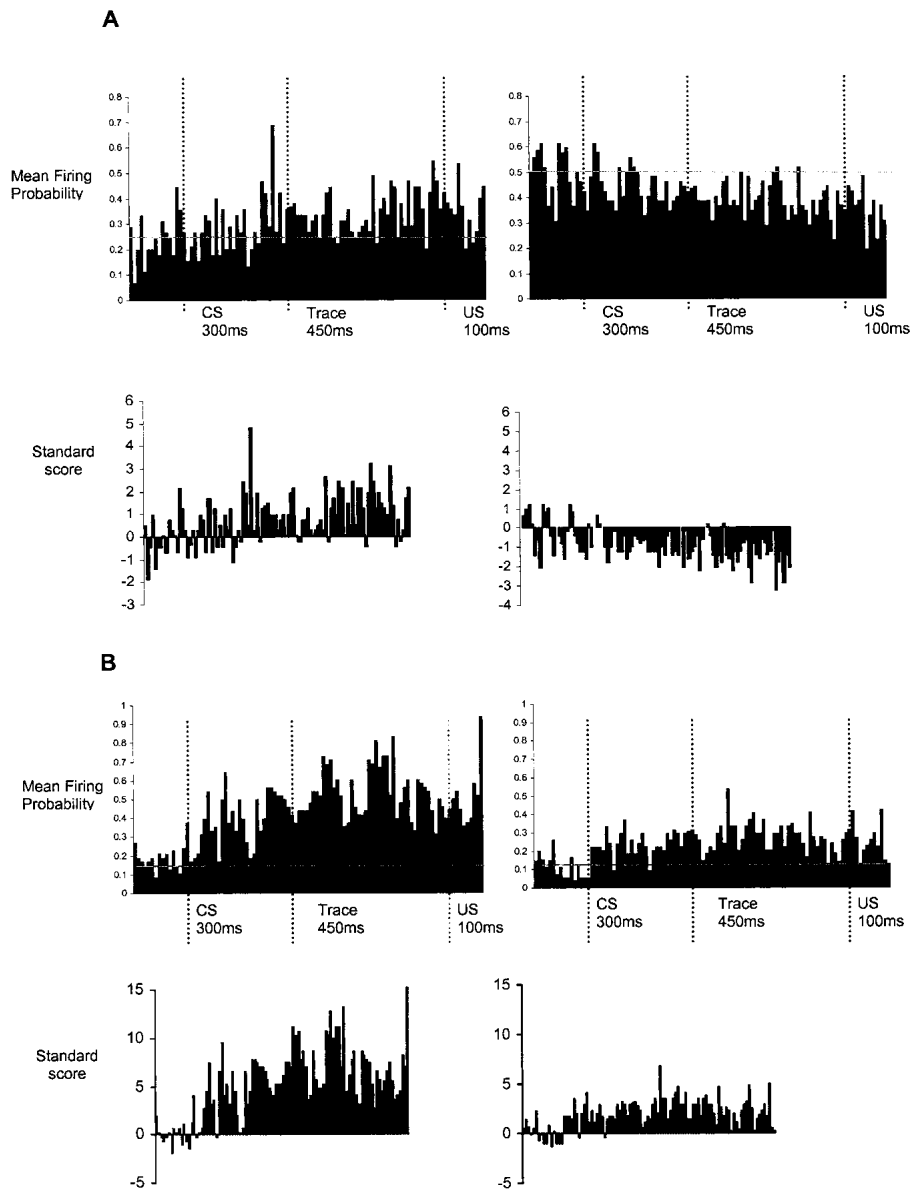 A
0.8
0.7
0.6
0.5
0.4
0.3
0.2
0.1
0
Mean Firing
Probability
CS
300ms
Trace
450ms
US
100ms
0.8
0.7
0.6
0.5
0.4
0.3
0.2
0.1
0
CS
300ms
Trace
450ms
US
100ms
Standard
score
6
5
4
3
2
1
0
-1
-2
-3
6
5
4
3
2
1
0
-1
-2
-3
-4
B
Mean Firing
Probability
1
0.9
0.8
0.7
0.6
0.5
0.4
0.3
0.2
0.1
0
CS
300ms
Trace
450ms
US
100ms
1
0.9
0.8
0.7
0.6
0.5
0.4
0.3
0.2
0.1
0
CS
300ms
Trace
450ms
US
100ms
Standard
score
15
10
5
0
-5
15
10
5
0
-5